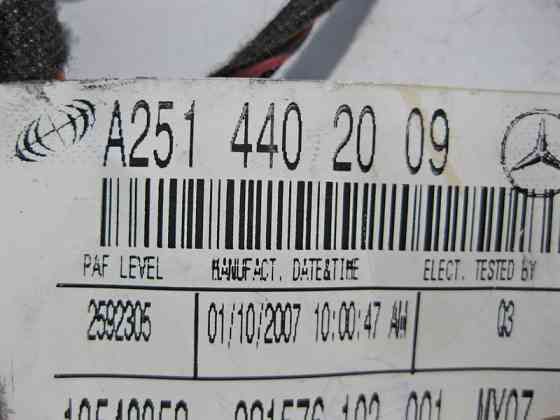 A251 440 20 09
PAF LEVEL MANUFACT. DATE&TIME ELECT. TESTED BY
2592305 01/10/2007 10:00:47 AM Q3
001